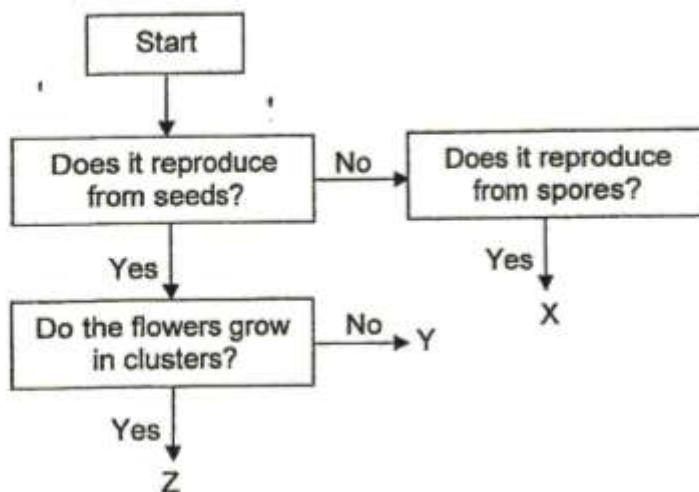 Start
Does it reproduce
from seeds?
No
Does it reproduce
from spores?
Yes
Yes
X
Do the flowers grow
in clusters?
No
Y
Yes
Z